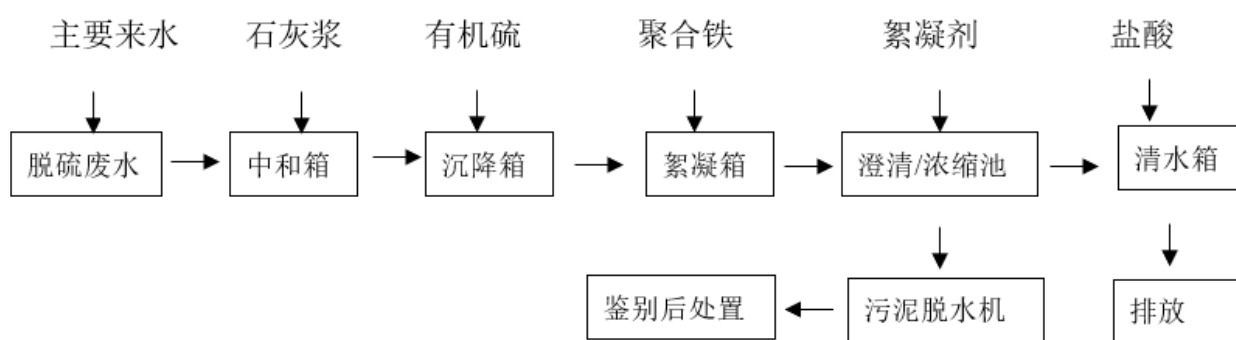 主要来水 石灰浆 有机硫 聚合铁 絮凝剂 盐酸
脱硫废水 中和箱 沉降箱 絮凝箱 澄清/浓缩池 清水箱
鉴别后处置 污泥脱水机 排放